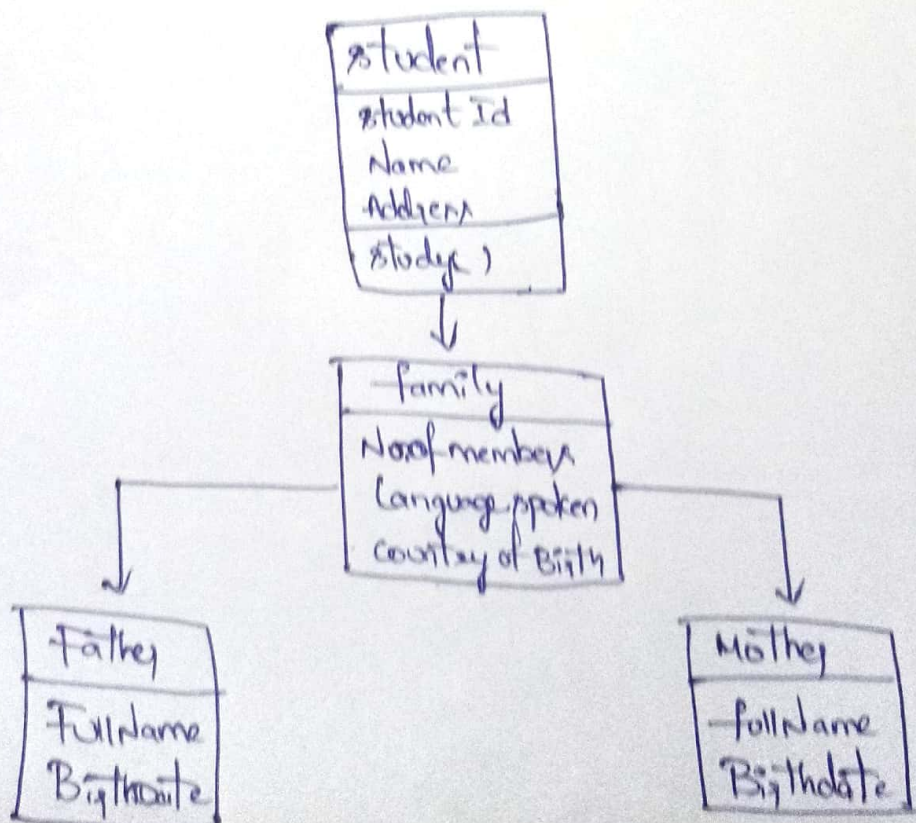 student
student Id
Name
Address
study()
family
No.of members
Language spoken
Country of Birth
Father
FullName
BirthDate
Mother
fullName
Birthdate